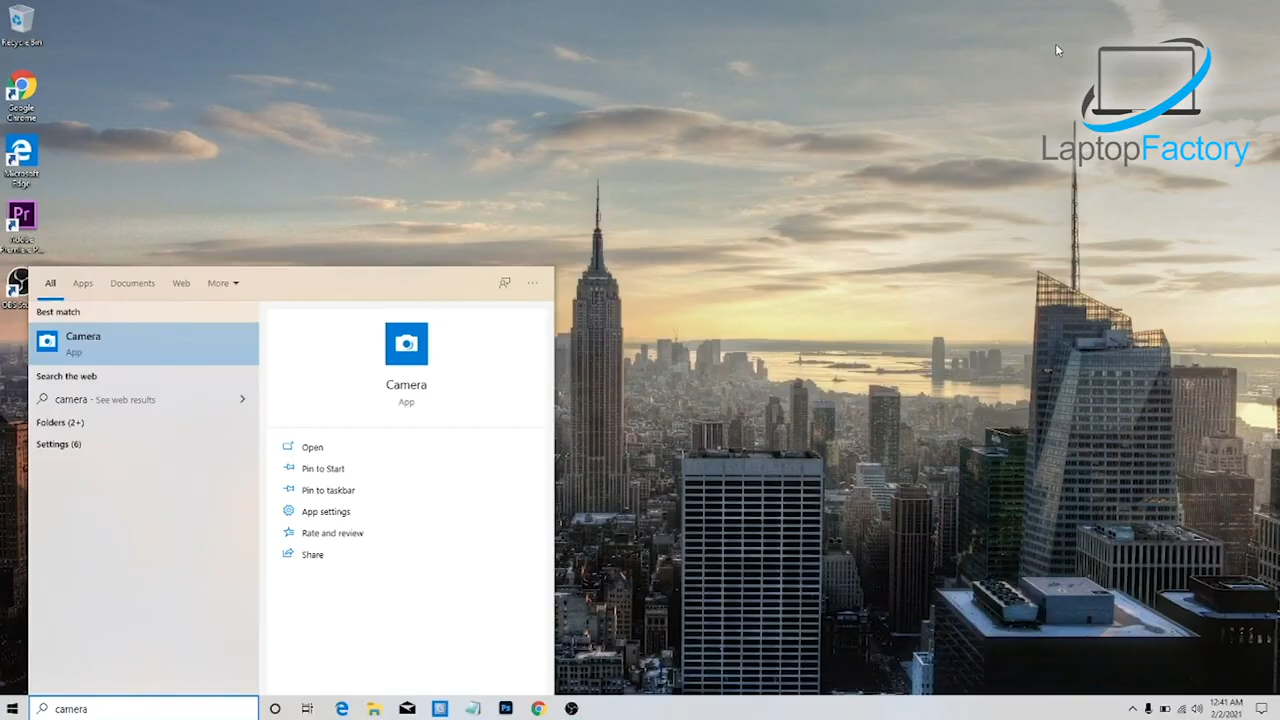 Recycle Bin
Google
Chrome
Microsoft
Edge
Pr
Adobe
Premiere P...
LaptopFactory
All Apps Documents Web More
Best match
Camera
App
Search the web
camera - See web results
Folders (2+)
Settings (6)
Camera
App
Open
Pin to Start
Pin to taskbar
App settings
Rate and review
Share
camera
Ps
12:41 AM
2/2/2021